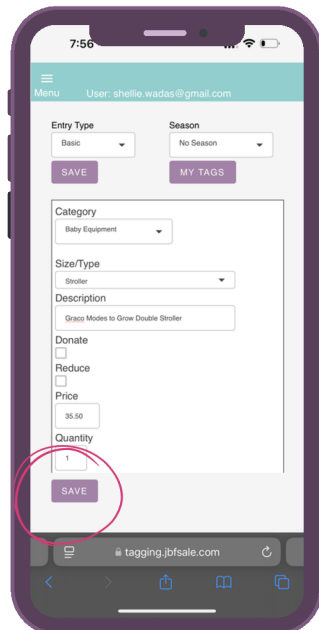 7:56
Menu User: shellie.wadas@gmail.com
Entry Type Season
Basic No Season
SAVE MY TAGS
Category
Baby Equipment
Size/Type
Stroller
Description
Graco Modes to Grow Double Stroller
Donate
Reduce
Price
35.50
Quantity
1
SAVE
tagging.jbfsale.com